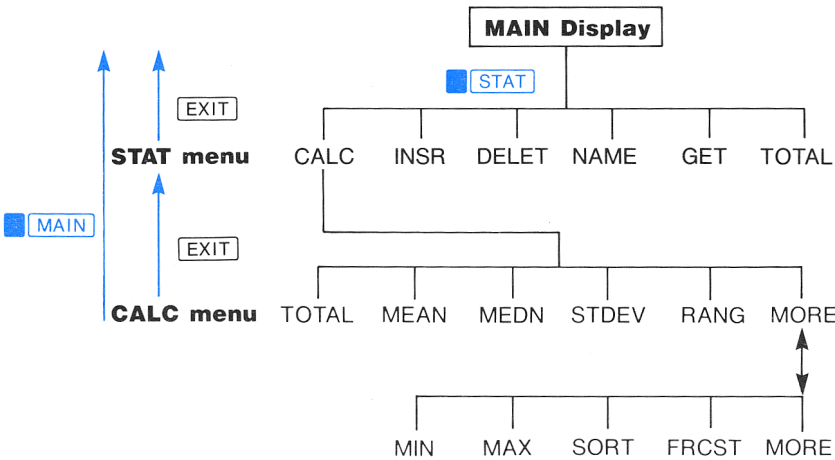 MAIN Display
STAT
EXIT
STAT menu CALC INSR DELET NAME GET TOTAL
MAIN
EXIT
CALC menu TOTAL MEAN MEDN STDEV RANG MORE
MIN MAX SORT FRCST MORE